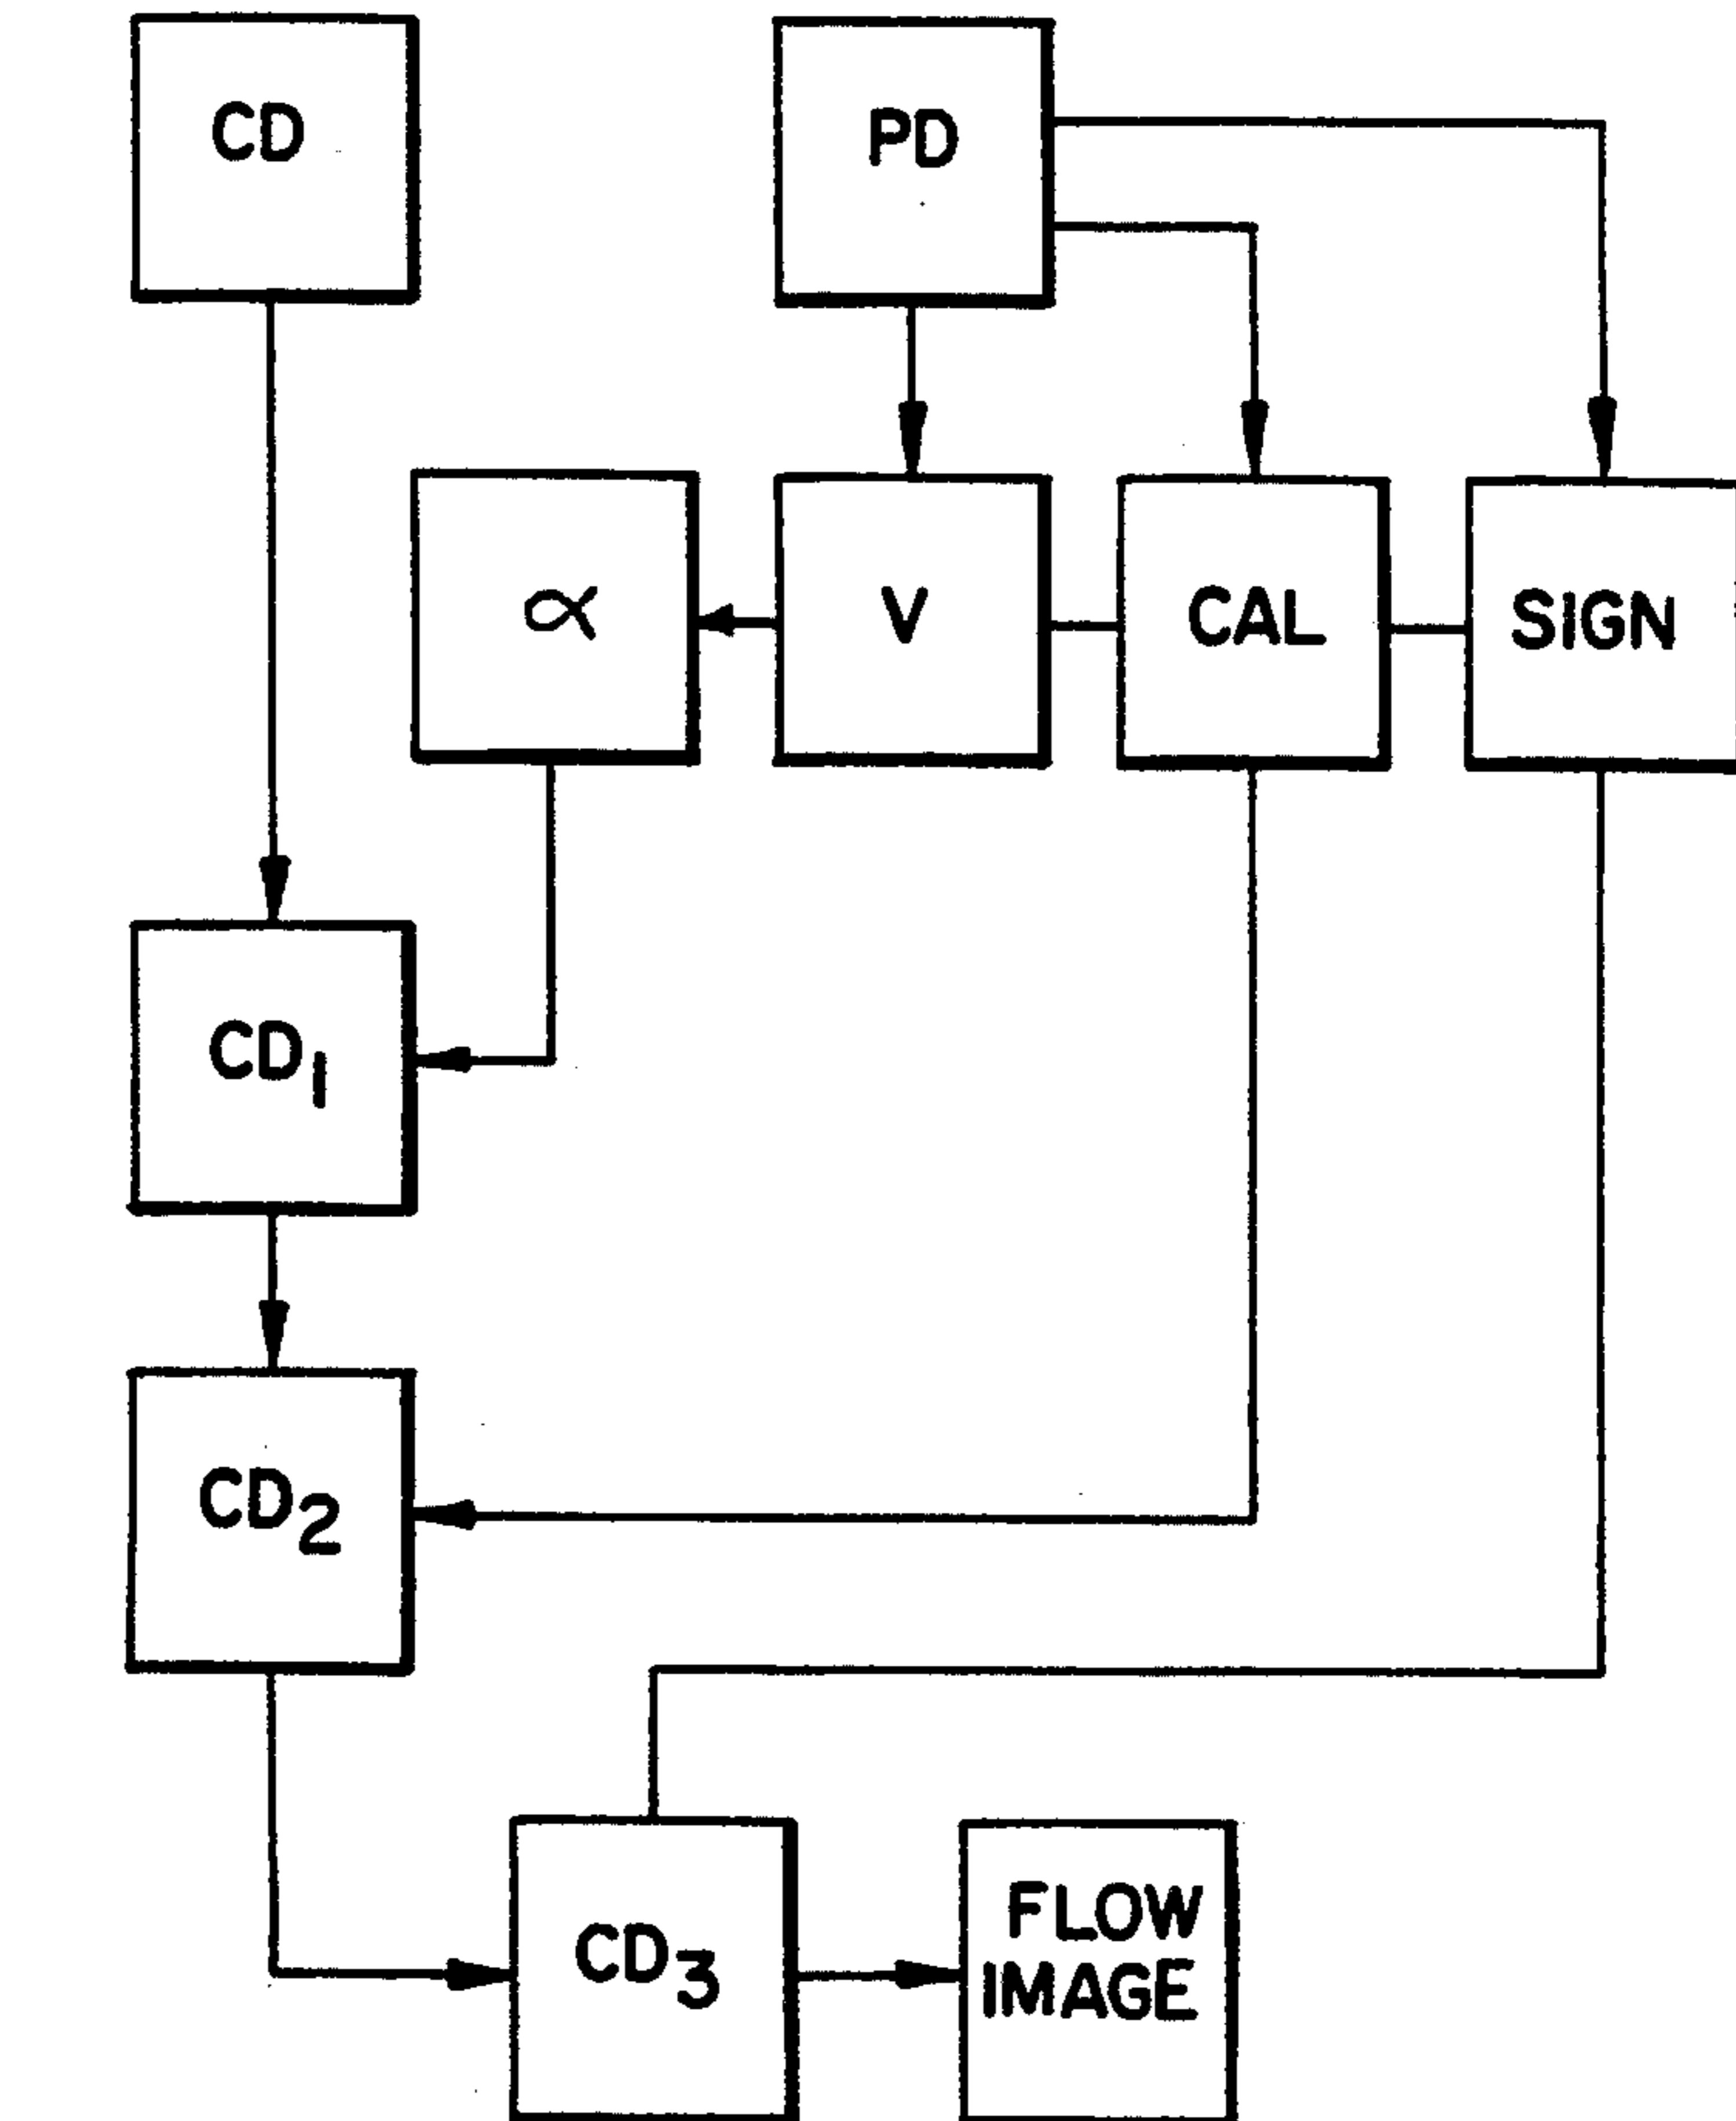 CD
PD
α
V
CAL
SIGN
CD₁
CD₂
CD₃
FLOW
IMAGE